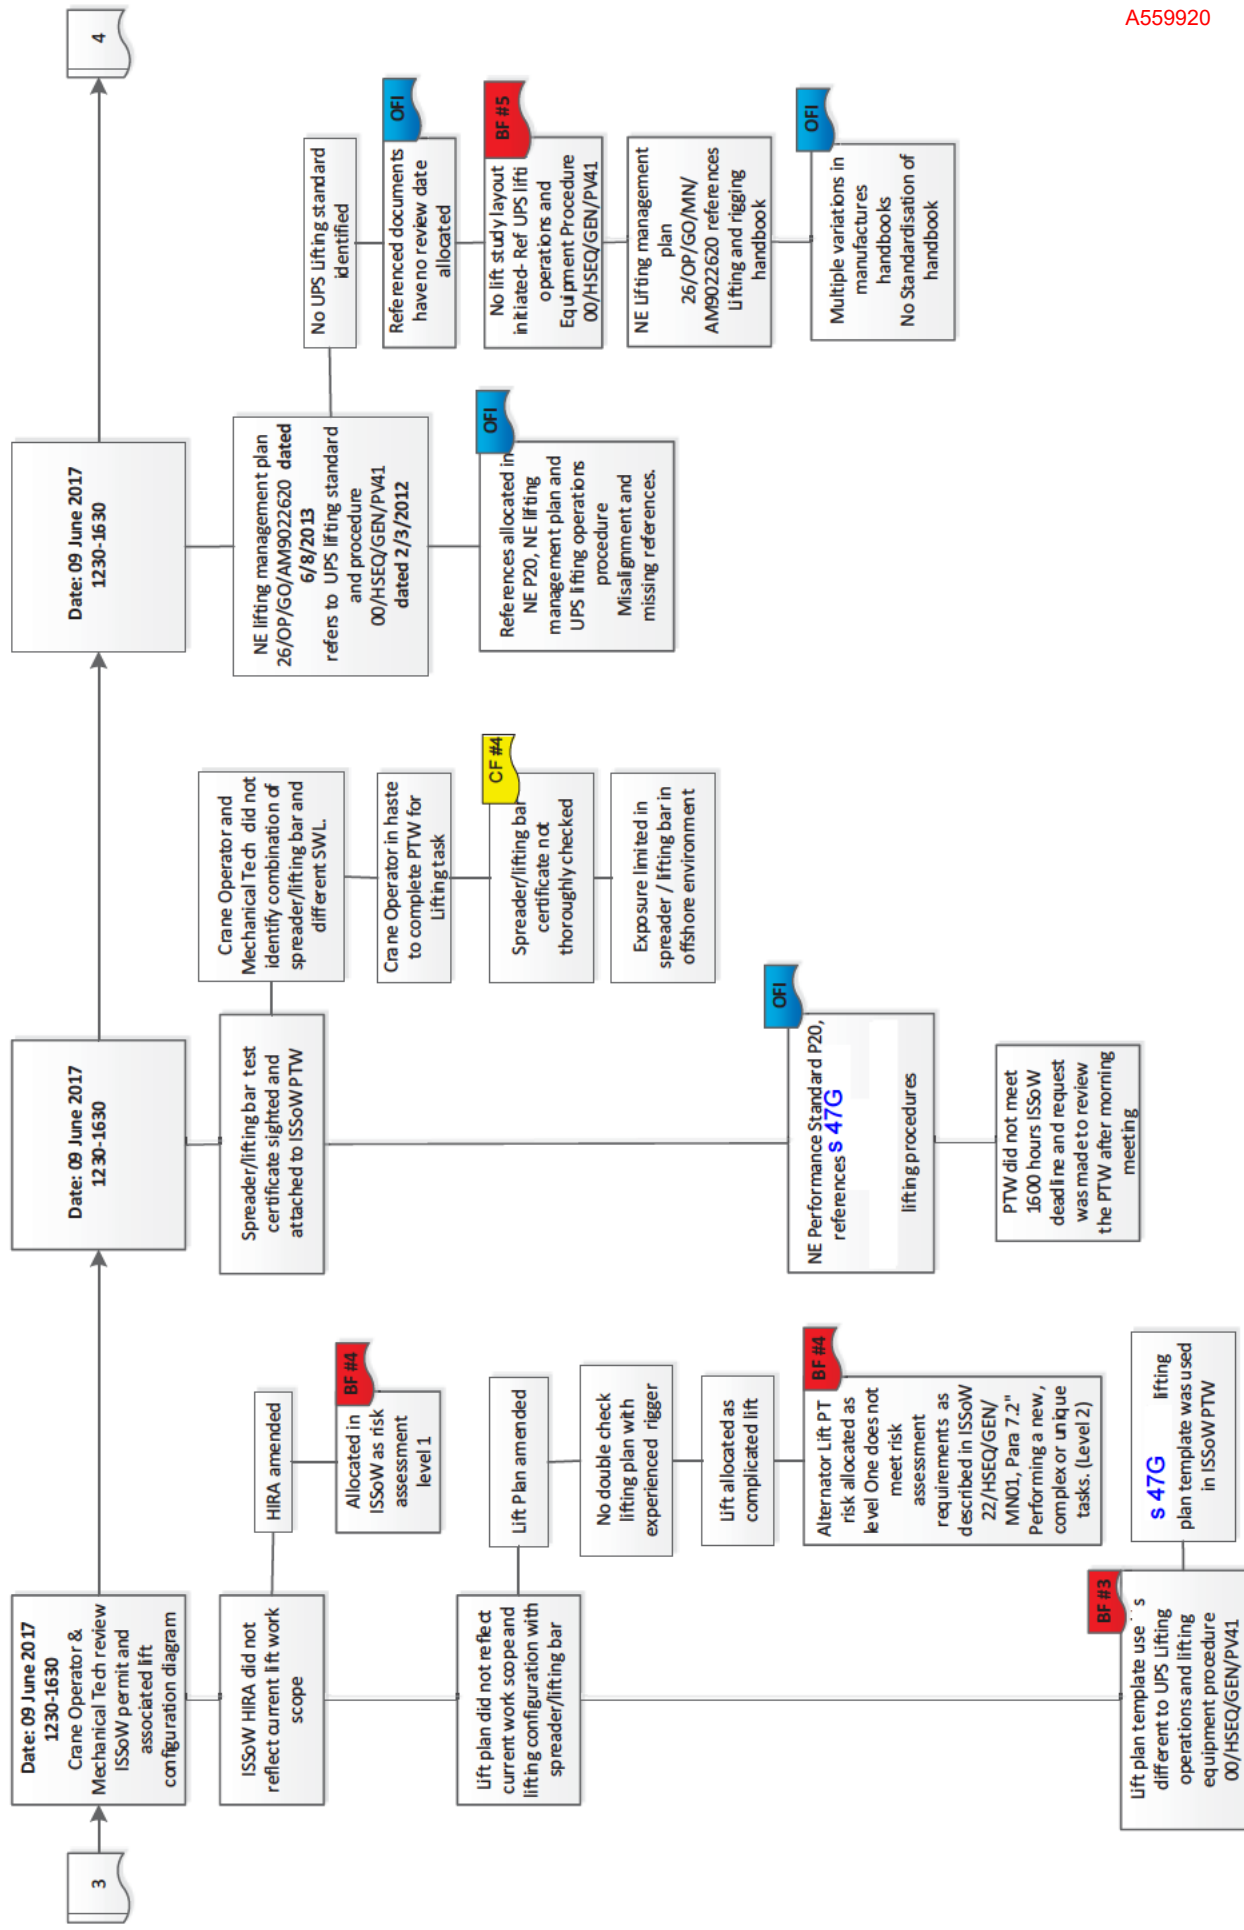 A559920
3
Date: 09 June 2017
1230-1630
Crane Operator &
Mechanical Tech review
ISSoW permit and
associated lift
configuration diagram
ISSoW HIRA did not
reflect current lift work
scope
HIRA amended
BF #4
Allocated in
ISSoW as risk
assessment
level 1
Lift plan did not reflect
current work scope and
lifting configuration with
spreader/lifting bar
Lift Plan amended
No double check
lifting plan with
experienced rigger
Lift allocated as
complicated lift
BF #4
Alternator Lift PT
risk allocated as
level One does not
meet risk
assessment
requirements as
described in ISSoW
22/HSEQ/GEN/
MN01, Para 7.2"
Performing a new,
complex or unique
tasks. (Level 2)
BF #3
Lift plan template use s
different to UPS Lifting
operations and lifting
equipment procedure
00/HSEQ/GEN/PV41
s 47G lifting
plan template was used
in ISSoW PTW
Date: 09 June 2017
1230-1630
Spreader/lifting bar test
certificate sighted and
attached to ISSoW PTW
Crane Operator and
Mechanical Tech did not
identify combination of
spreader/lifting bar and
different SWL.
Crane Operator in haste
to complete PTW for
Lifting task
CF #4
Spreader/lifting bar
certificate not
thoroughly checked
Exposure limited in
spreader / lifting bar in
offshore environment
OFI
NE Performance Standard P20,
references s 47G
lifting procedures
PTW did not meet
1600 hours ISSoW
deadline and request
was made to review
the PTW after morning
meeting
Date: 09 June 2017
1230-1630
NE lifting management plan
26/OP/GO/AM9022620 dated
6/8/2013
refers to UPS lifting standard
and procedure
00/HSEQ/GEN/PV41
dated 2/3/2012
OFI
References allocated in
NE P20, NE lifting
management plan and
UPS lifting operations
procedure
Misalignment and
missing references.
No UPS Lifting standard
identified
OFI
Referenced documents
have no review date
allocated
BF #5
No lift study layout
initiated- Ref UPS lifti
operations and
Equipment Procedure
00/HSEQ/GEN/PV41
NE Lifting management
plan
26/OP/GO/MN/
AM9022620 references
Lifting and rigging
handbook
OFI
Multiple variations in
manufactures
handbooks
No Standardisation of
handbook
4